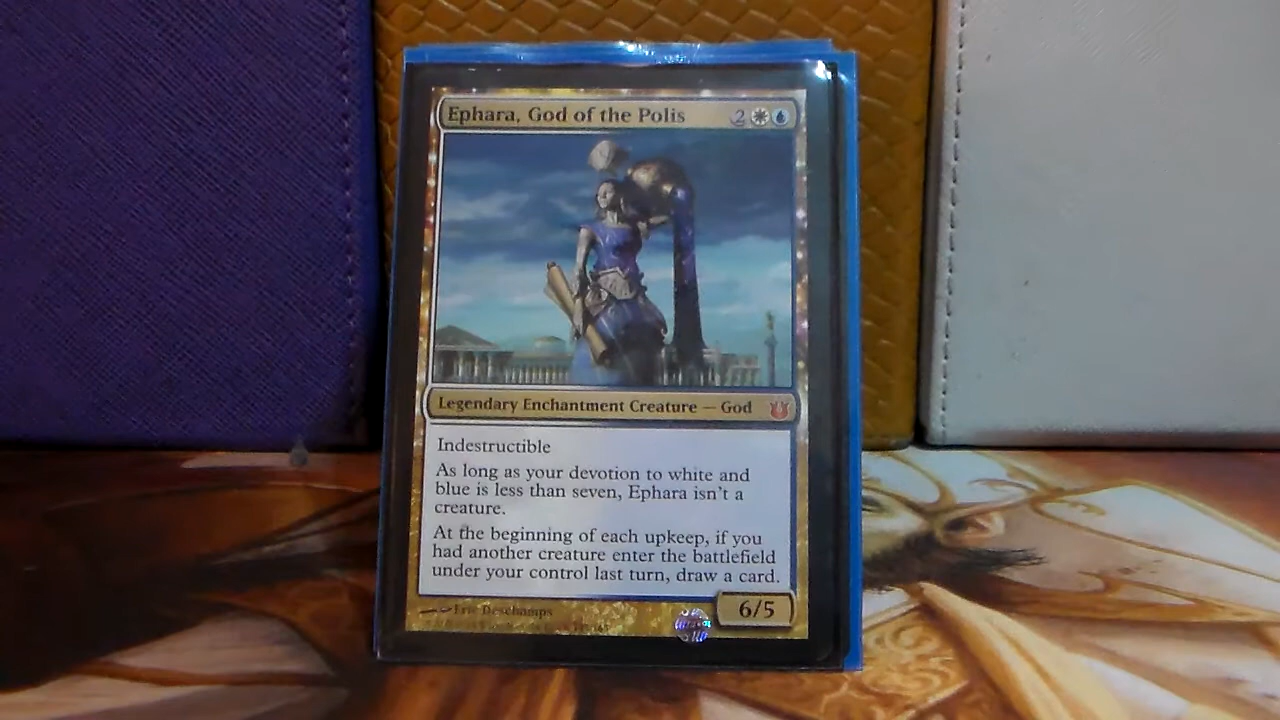 Ephara, God of the Polis 2
Legendary Enchantment Creature — God
Indestructible
As long as your devotion to white and
blue is less than seven, Ephara isn't a
creature.
At the beginning of each upkeep, if you
had another creature enter the battlefield
under your control last turn, draw a card.
Eric Deschamps
6/5